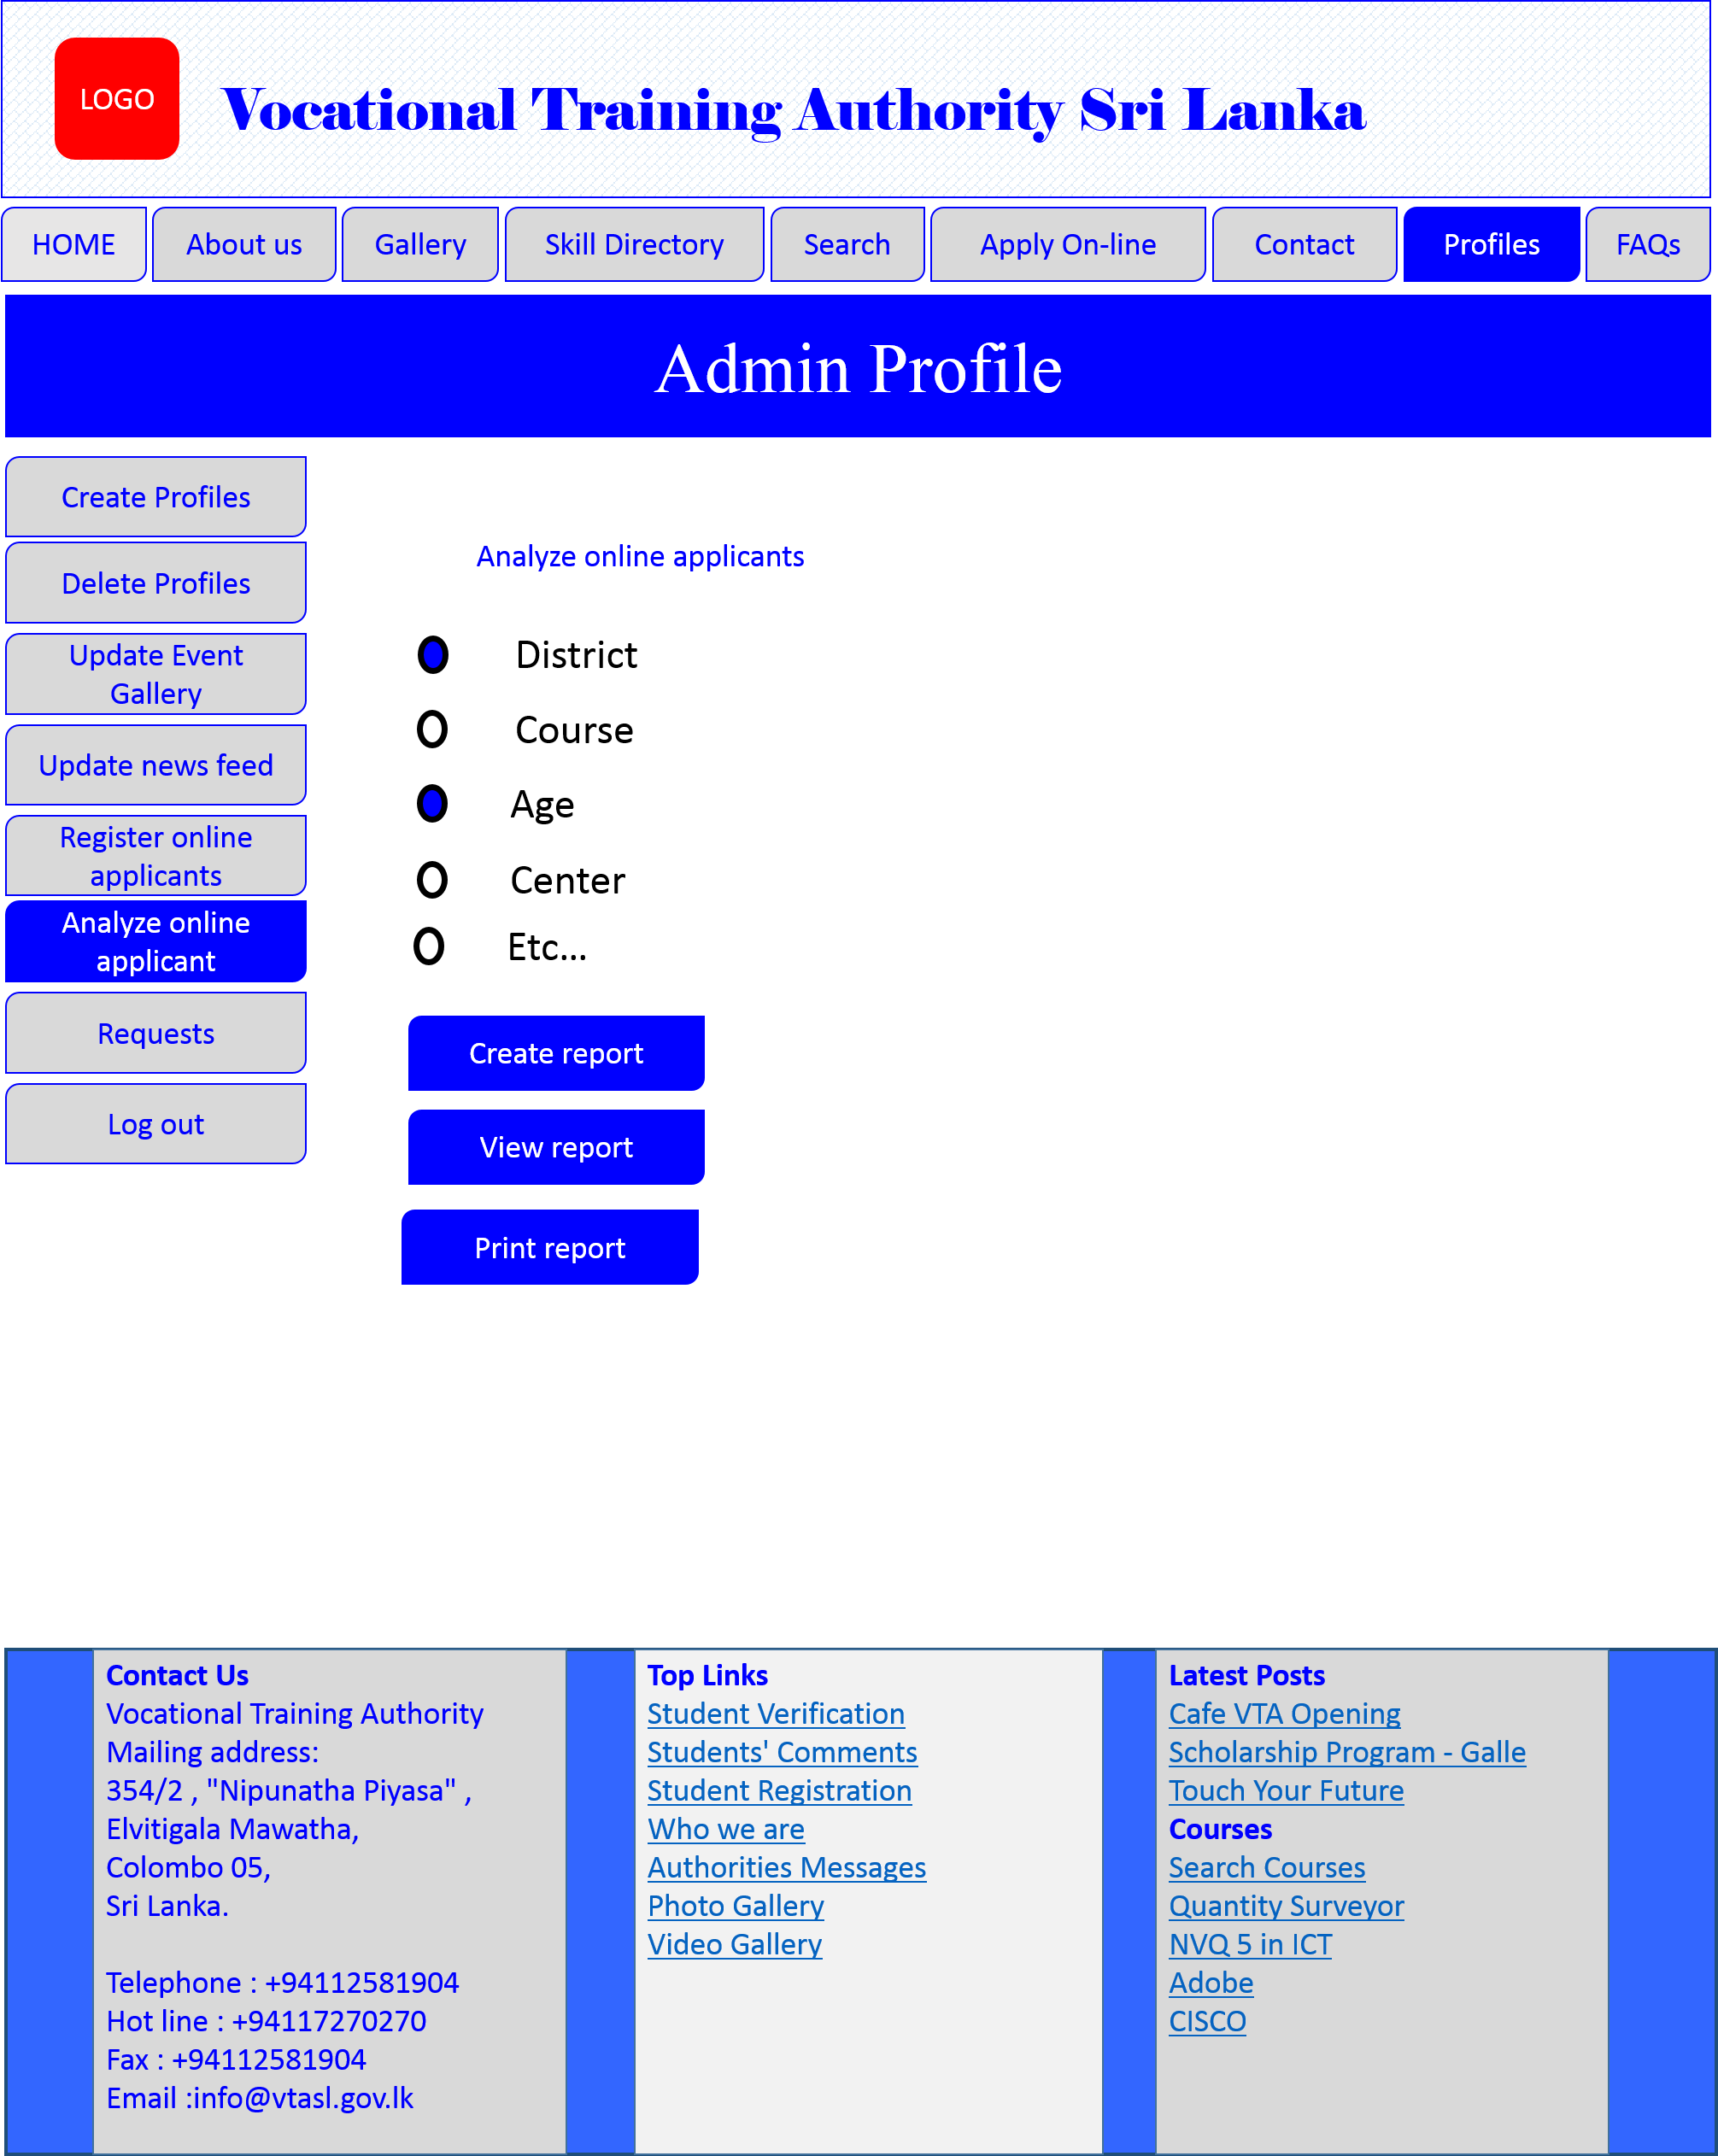 LOGO
Vocational Training Authority Sri Lanka
HOME
About us
Gallery
Skill Directory
Search
Apply On-line
Contact
Profiles
FAQs
Admin Profile
Create Profiles
Delete Profiles
Update Event
Gallery
Update news feed
Register online
applicants
Analyze online
applicant
Requests
Log out
Analyze online applicants
District
Course
Age
Center
Etc...
Create report
View report
Print report
Contact Us
Vocational Training Authority
Mailing address:
354/2 , "Nipunatha Piyasa" ,
Elvitigala Mawatha,
Colombo 05,
Sri Lanka.
Telephone : +94112581904
Hot line : +94117270270
Fax : +94112581904
Email :info@vtasl.gov.lk
Top Links
Student Verification
Students' Comments
Student Registration
Who we are
Authorities Messages
Photo Gallery
Video Gallery
Latest Posts
Cafe VTA Opening
Scholarship Program - Galle
Touch Your Future
Courses
Search Courses
Quantity Surveyor
NVQ 5 in ICT
Adobe
CISCO